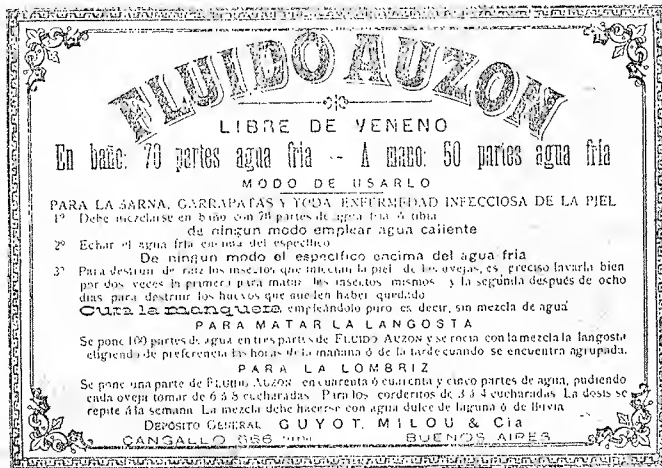 FLUIDO AUZON
LIBRE DE VENENO
En baño: 70 partes agua fria -- A mano: 50 partes agua fria
MODO DE USARLO
PARA LA SARNA, GARRAPATAS Y TODA ENFERMEDAD INFECCIOSA DE LA PIEL
1º Debe mezclarse en baño con 70 partes de agua fria ó tibia
de ningun modo emplear agua caliente
2º Echar el agua fria encima del especifico
De ningun modo el especifico encima del agua fria
3º Para destruir de raiz los insectos que infectan la piel de las ovejas, es preciso lavarla bien
por dos veces la primera para matar los insectos mismos y la segúnda después de ocho
dias para destruir los huevos que pueden haber quedado
Cura la manquera empleándolo puro es decir, sin mezcla de agua
PARA MATAR LA LANGOSTA
Se pone 100 partes de agua en tres partes de FLUIDO AUZON y se rocia con la mezcla la langosta
eligiendo de preferencia las horas de la mañana ó de la tarde cuando se encuentra agrupada.
PARA LA LOMBRIZ
Se pone una parte de FLUIDO AUZON en cuarenta ó cuarenta y cinco partes de agua, pudiendo
cada oveja tomar de 6 á 8 cucharadas. Para los corderitos de 3 á 4 cucharadas. La dosis se
repite á la semana. La mezcla debe hacerse con agua dulce de laguna ó de lluvia
DEPÓSITO GENERAL GUYOT, MILOU & Cia
CANGALLO 666 BUENOS AIRES